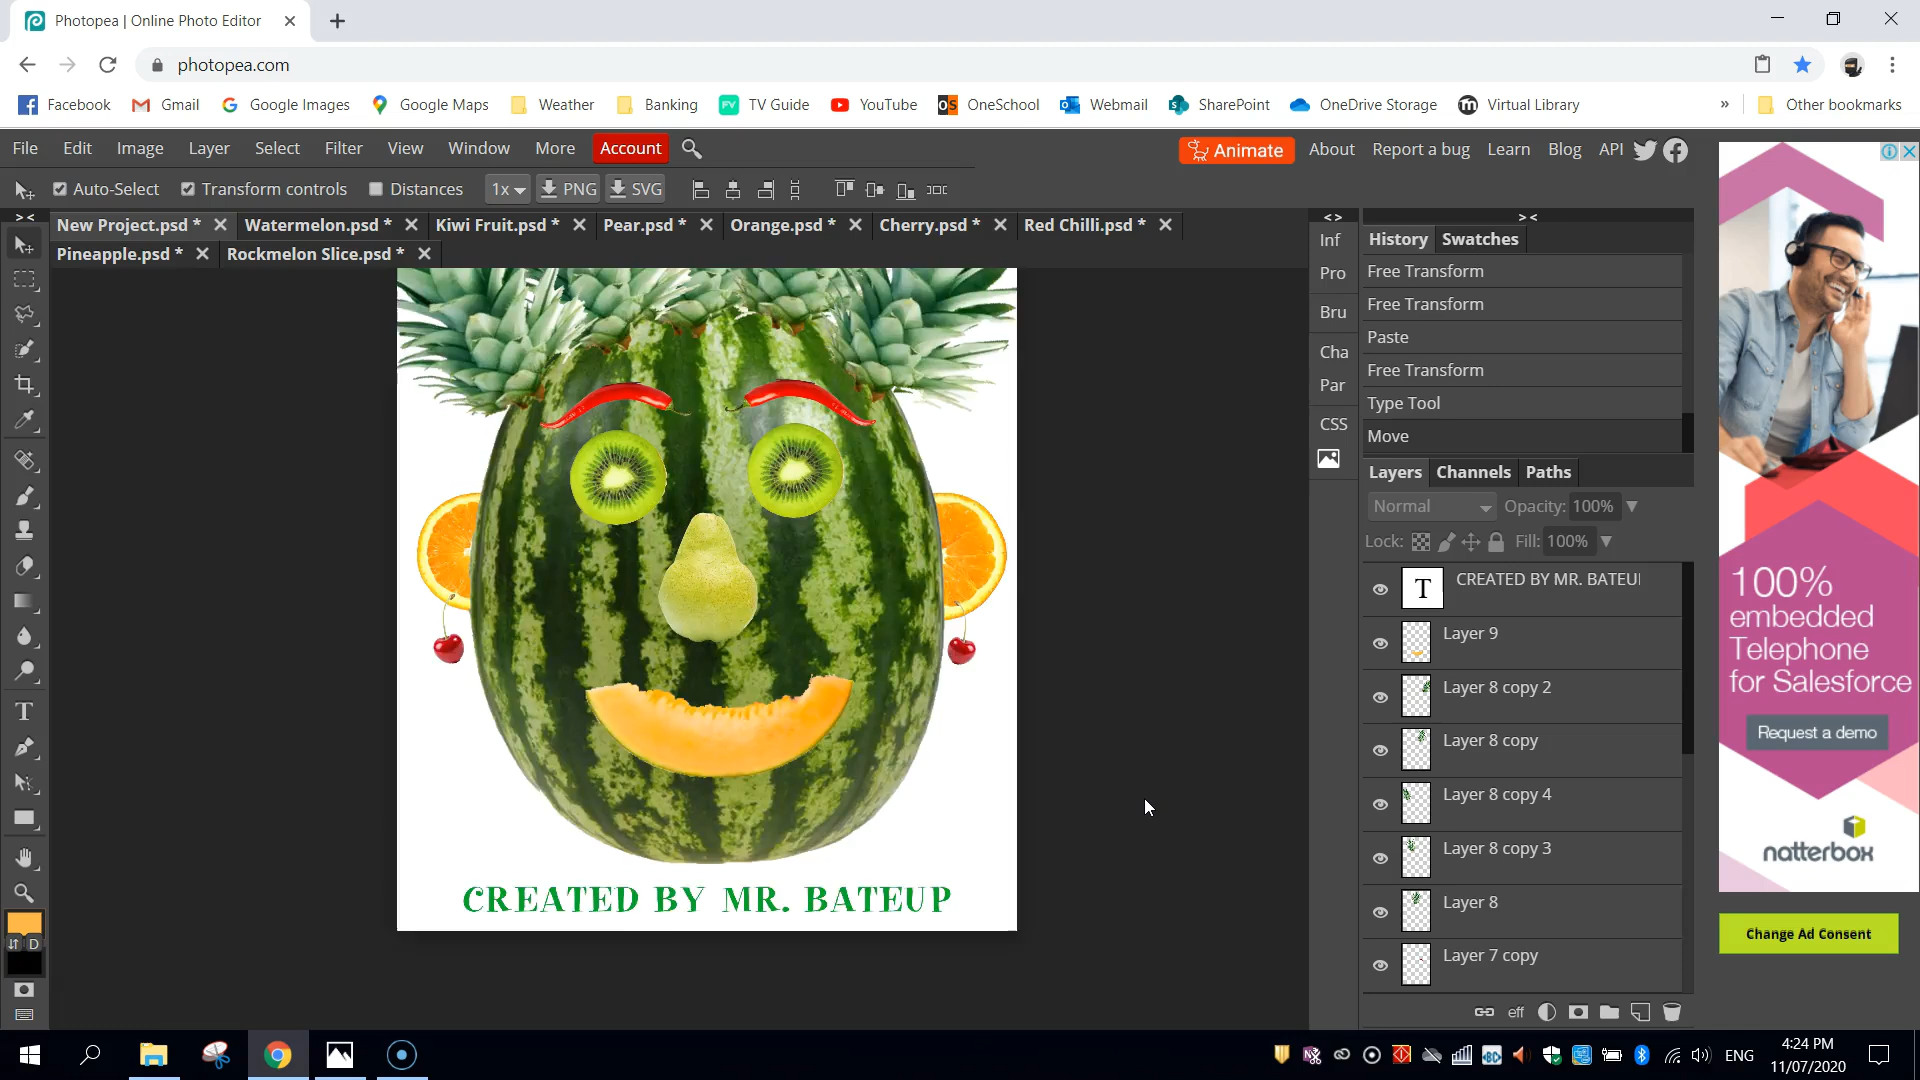 Photopea | Online Photo Editor
photopea.com
Facebook Gmail Google Images Google Maps Weather Banking TV Guide YouTube OneSchool Webmail SharePoint OneDrive Storage Virtual Library » Other bookmarks
File Edit Image Layer Select Filter View Window More Account Animate About Report a bug Learn Blog API
Auto-Select Transform controls Distances 1x PNG SVG
New Project.psd * Watermelon.psd * Kiwi Fruit.psd * Pear.psd * Orange.psd * Cherry.psd * Red Chilli.psd *
Pineapple.psd * Rockmelon Slice.psd *
> <
< >
> <
Inf
Pro
Bru
Cha
Par
CSS
History Swatches
Free Transform
Free Transform
Paste
Free Transform
Type Tool
Move
Layers Channels Paths
Normal Opacity: 100%
Lock: Fill: 100%
T CREATED BY MR. BATEU
Layer 9
Layer 8 copy 2
Layer 8 copy
Layer 8 copy 4
Layer 8 copy 3
Layer 8
Layer 7 copy
eff
T
D
CREATED BY MR. BATEUP
100%
embedded
Telephone
for Salesforce
Request a demo
natterbox
Change Ad Consent
ENG
4:24 PM
11/07/2020